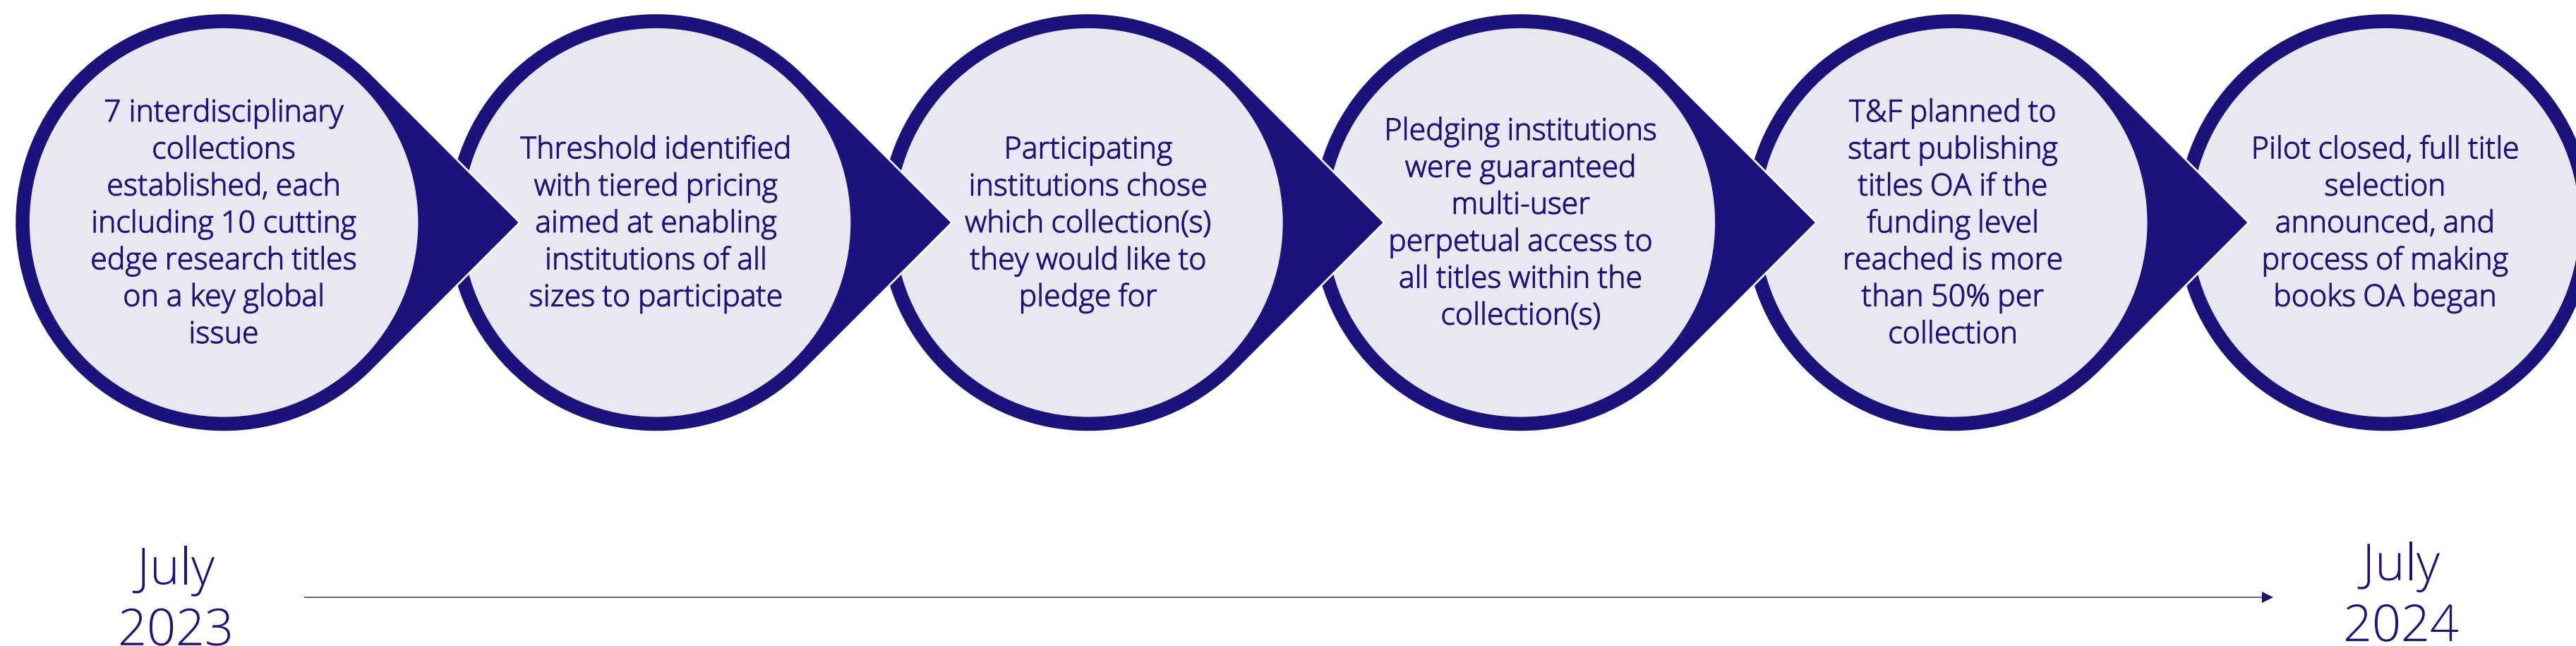 7 interdisciplinary
collections
established, each
including 10 cutting
edge research titles
on a key global
issue
Threshold identified
with tiered pricing
aimed at enabling
institutions of all
sizes to participate
Participating
institutions chose
which collection(s)
they would like to
pledge for
Pledging institutions
were guaranteed
multi-user
perpetual access to
all titles within the
collection(s)
T&F planned to
start publishing
titles OA if the
funding level
reached is more
than 50% per
collection
Pilot closed, full title
selection
announced, and
process of making
books OA began
July
2023
July
2024